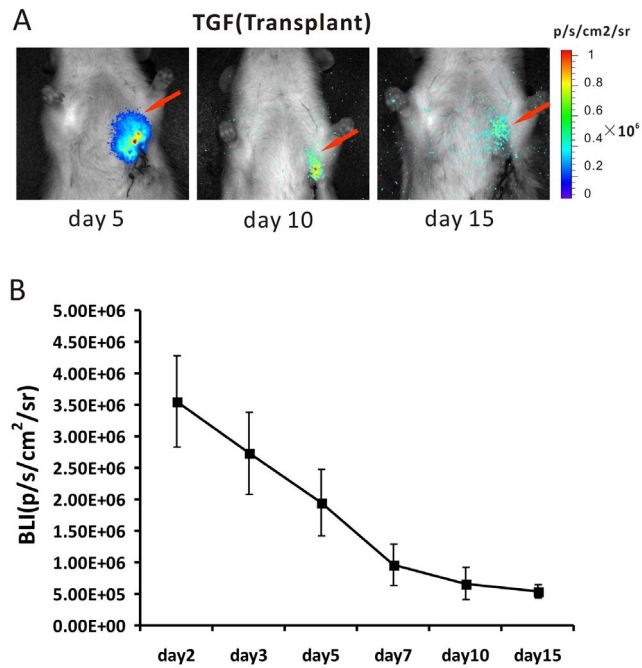 A
TGF(Transplant)
p/s/cm2/sr
1
0.8
0.6
0.4
0.2
0
×10⁶
day 5
day 10
day 15
B
5.00E+06
4.50E+06
4.00E+06
3.50E+06
3.00E+06
2.50E+06
2.00E+06
1.50E+06
1.00E+06
5.00E+05
0.00E+00
BLI(p/s/cm²/sr)
day2 day3 day5 day7 day10 day15